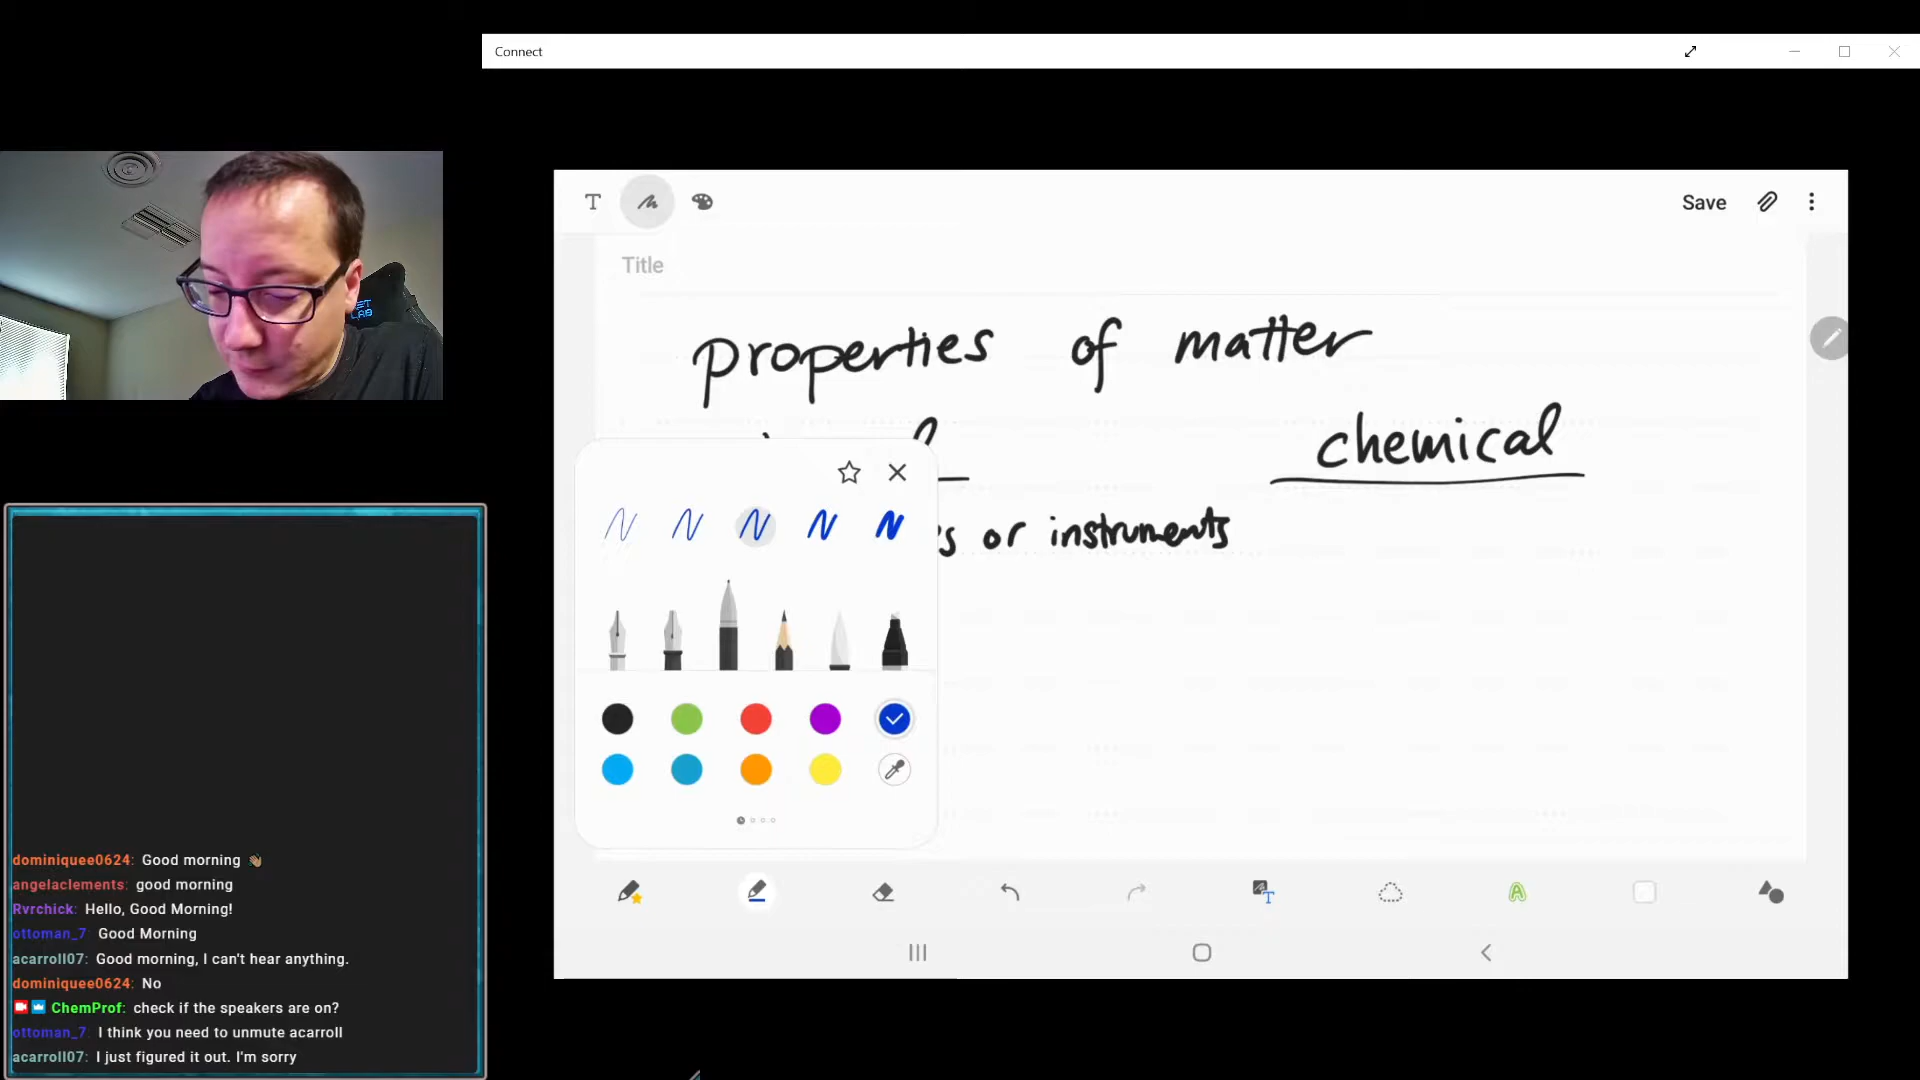 Connect
Save
Title
properties of matter
chemical
or instruments
dominiquee0624: Good morning 👋🏽
angelaclements: good morning
Rvrchick: Hello, Good Morning!
ottoman_7: Good Morning
acarroll07: Good morning, I can't hear anything.
dominiquee0624: No
ChemProf: check if the speakers are on?
ottoman_7: I think you need to unmute acarroll
acarroll07: I just figured it out. I'm sorry